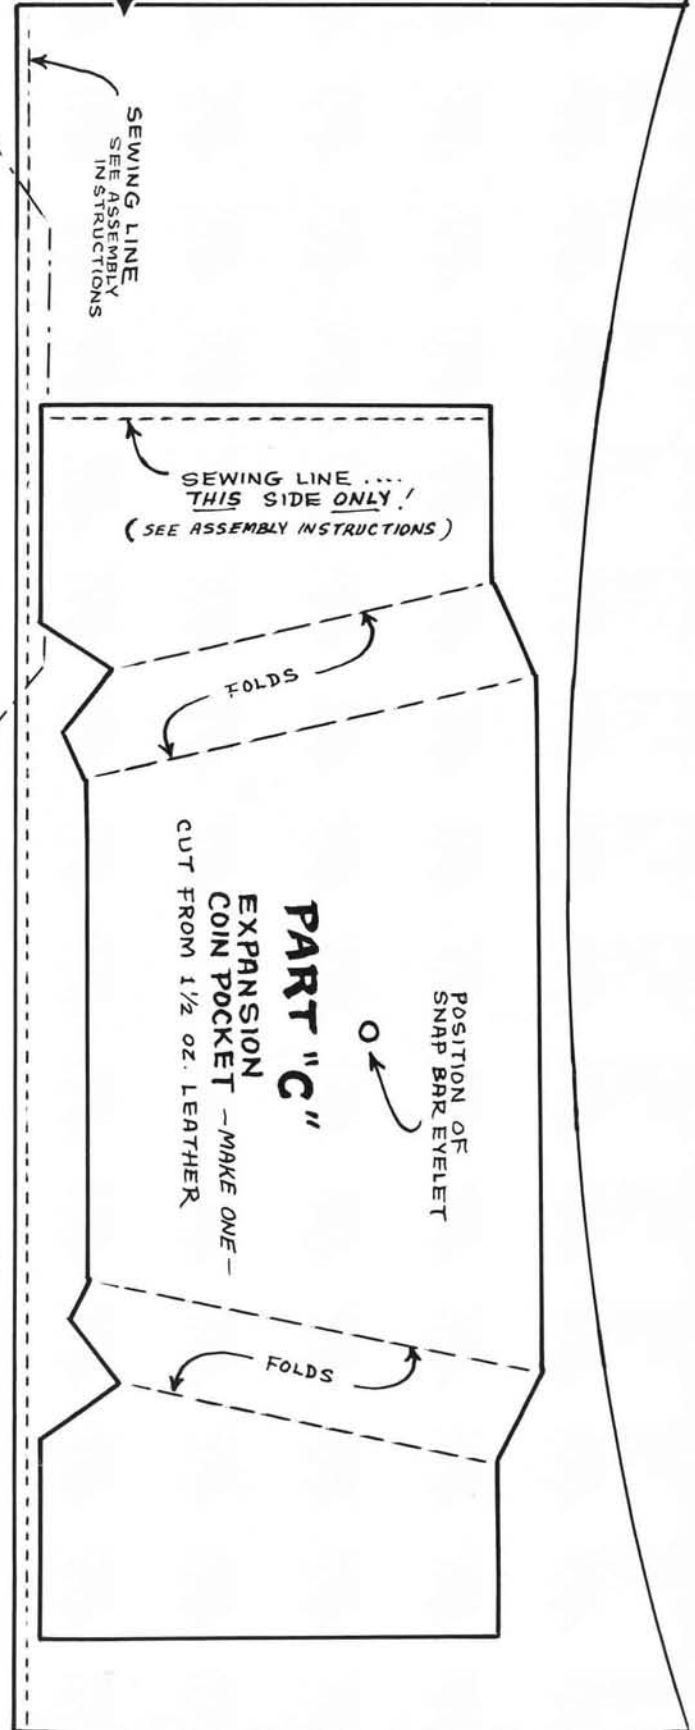 SEWING LINE
SEE ASSEMBLY
INSTRUCTIONS
SEWING LINE ....
THIS SIDE ONLY!
(SEE ASSEMBLY INSTRUCTIONS)
FOLDS
POSITION OF
SNAP BAR EYELET
PART "C"
EXPANSION
COIN POCKET -MAKE ONE-
CUT FROM 1½ OZ. LEATHER
FOLDS